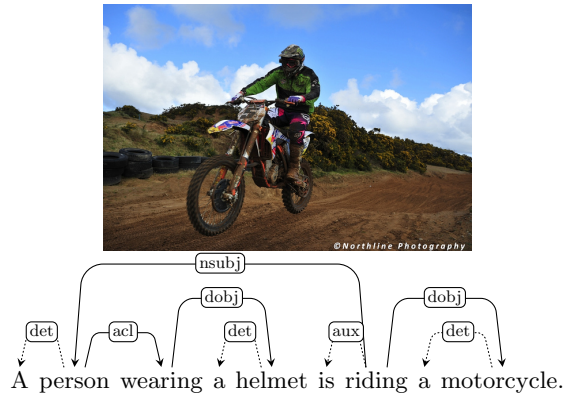 ©Northline Photography
nsubj
dobj dobj
det acl det aux det
A person wearing a helmet is riding a motorcycle.